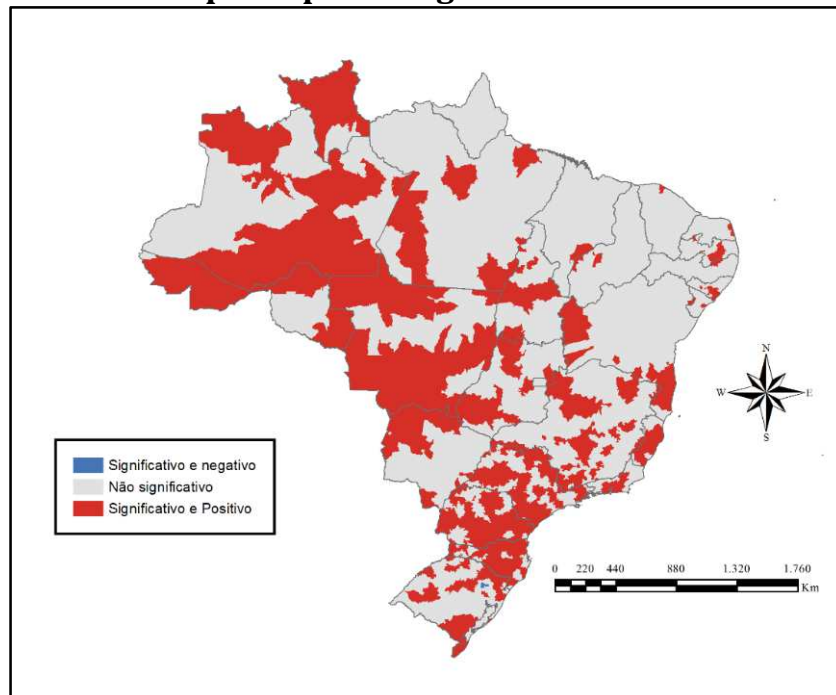 N
W
E
S
Significativo e negativo
Não significativo
Significativo e Positivo
0 220 440 880 1.320 1.760
Km